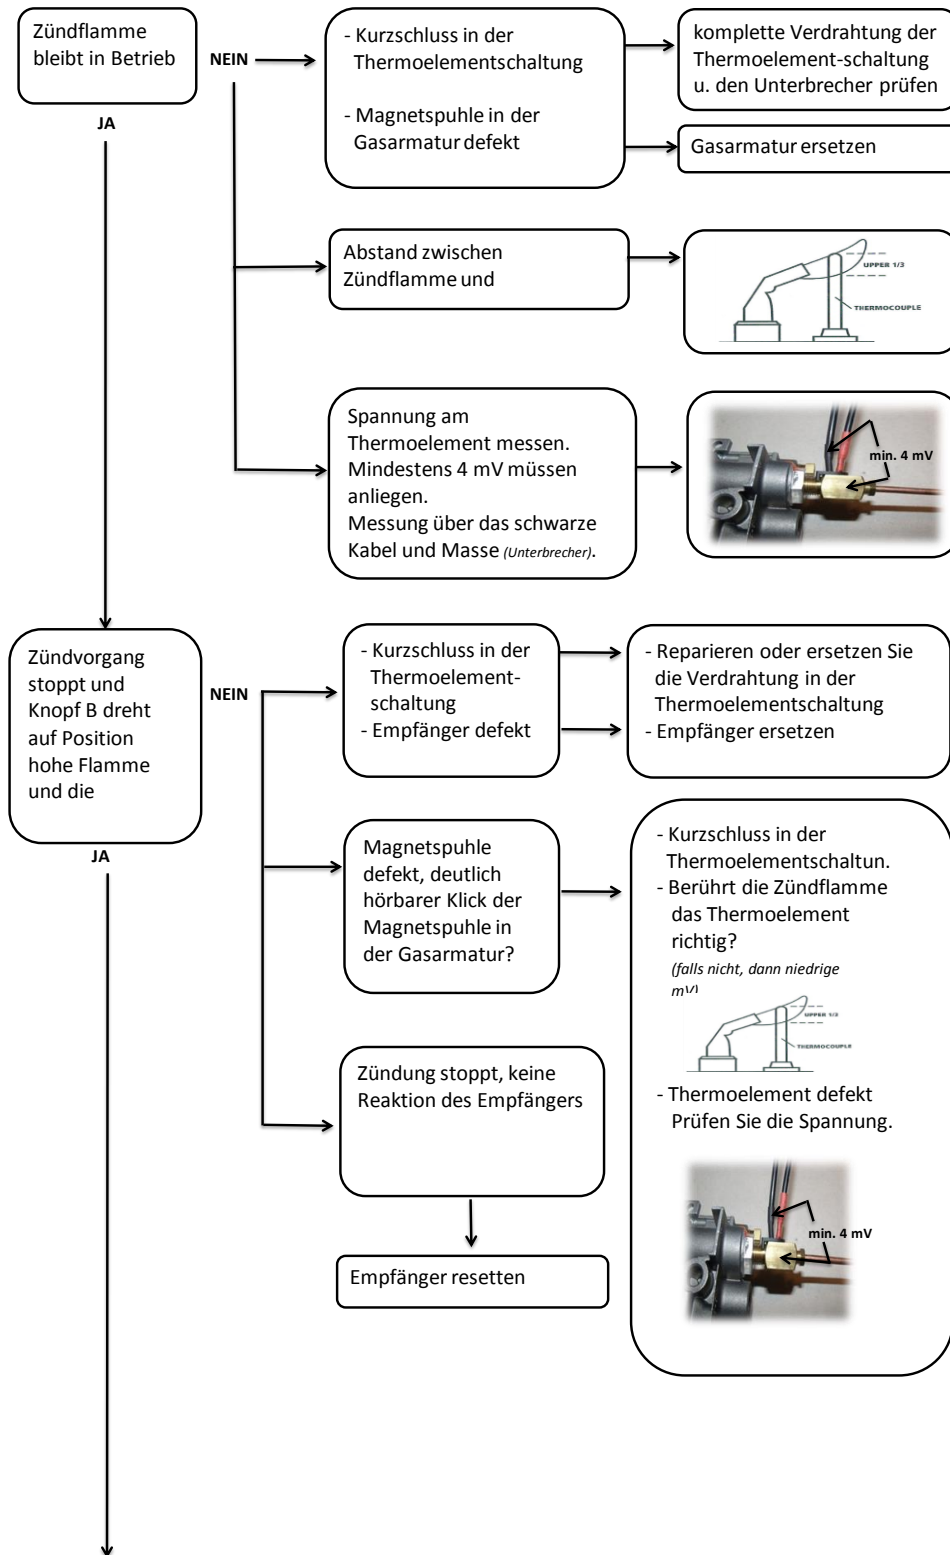 Zündflamme
bleibt in Betrieb
NEIN
JA
- Kurzschluss in der
Thermoelementschaltung
- Magnetspuhle in der
Gasarmatur defekt
komplette Verdrahtung der
Thermoelement-schaltung
u. den Unterbrecher prüfen
Gasarmatur ersetzen
Abstand zwischen
Zündflamme und
UPPER 1/3
THERMOCOUPLE
Spannung am
Thermoelement messen.
Mindestens 4 mV müssen
anliegen.
Messung über das schwarze
Kabel und Masse (Unterbrecher).
min. 4 mV
Zündvorgang
stoppt und
Knopf B dreht
auf Position
hohe Flamme
und die
NEIN
JA
- Kurzschluss in der
Thermoelement-
schaltung
- Empfänger defekt
- Reparieren oder ersetzen Sie
die Verdrahtung in der
Thermoelementschaltung
- Empfänger ersetzen
Magnetspuhle
defekt, deutlich
hörbarer Klick der
Magnetspuhle in
der Gasarmatur?
- Kurzschluss in der
Thermoelementschaltun.
- Berührt die Zündflamme
das Thermoelement
richtig?
(falls nicht, dann niedrige
mV)
UPPER 1/3
THERMOCOUPLE
- Thermoelement defekt
Prüfen Sie die Spannung.
min. 4 mV
Zündung stoppt, keine
Reaktion des Empfängers
Empfänger resetten